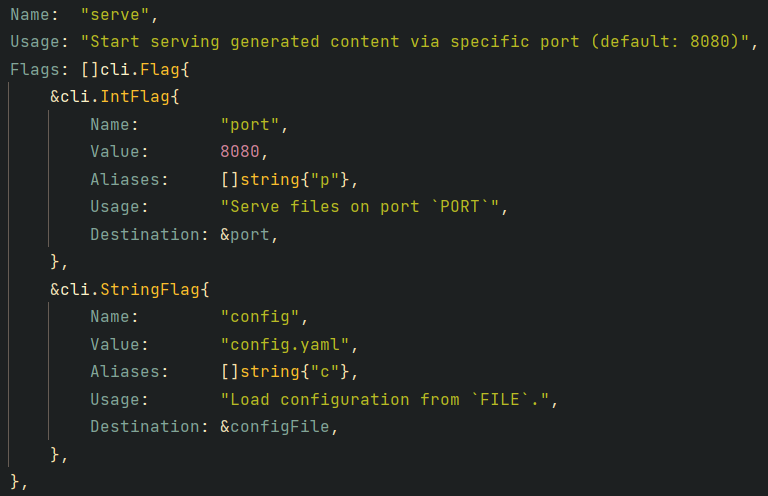 Name:  "serve",
Usage: "Start serving generated content via specific port (default: 8080)",
Flags: []cli.Flag{
    &cli.IntFlag{
        Name:        "port",
        Value:       8080,
        Aliases:     []string{"p"},
        Usage:       "Serve files on port `PORT`",
        Destination: &port,
    },
    &cli.StringFlag{
        Name:        "config",
        Value:       "config.yaml",
        Aliases:     []string{"c"},
        Usage:       "Load configuration from `FILE`.",
        Destination: &configFile,
    },
},